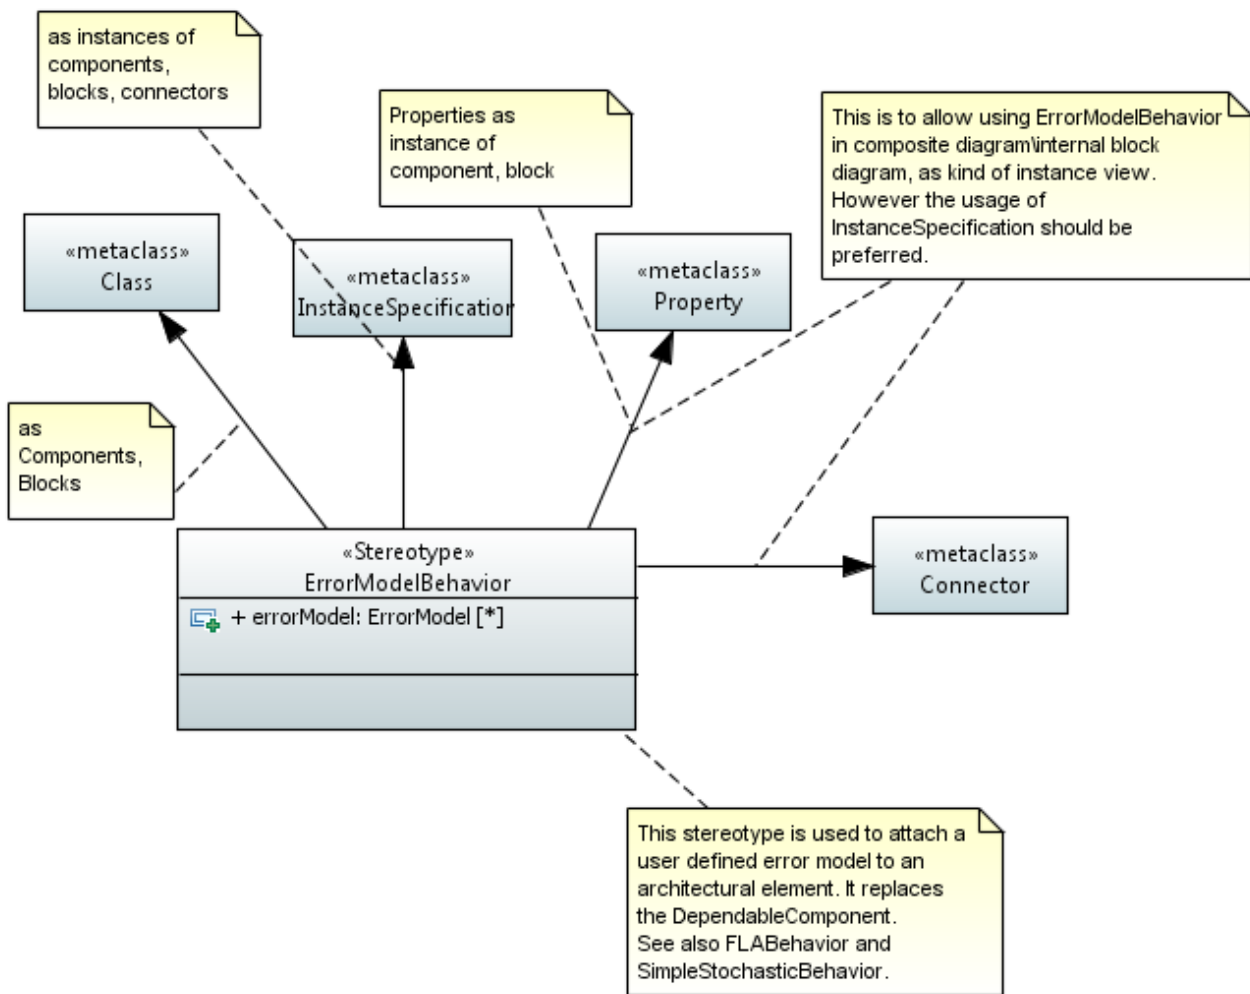 as instances of
components,
blocks, connectors
Properties as
instance of
component, block
This is to allow using ErrorModelBehavior
in composite diagram\internal block
diagram, as kind of instance view.
However the usage of
InstanceSpecification should be
preferred.
«metaclass»
Class
«metaclass»
InstanceSpecification
«metaclass»
Property
as
Components,
Blocks
«Stereotype»
ErrorModelBehavior
+ errorModel: ErrorModel [*]
«metaclass»
Connector
This stereotype is used to attach a
user defined error model to an
architectural element. It replaces
the DependableComponent.
See also FLABehavior and
SimpleStochasticBehavior.